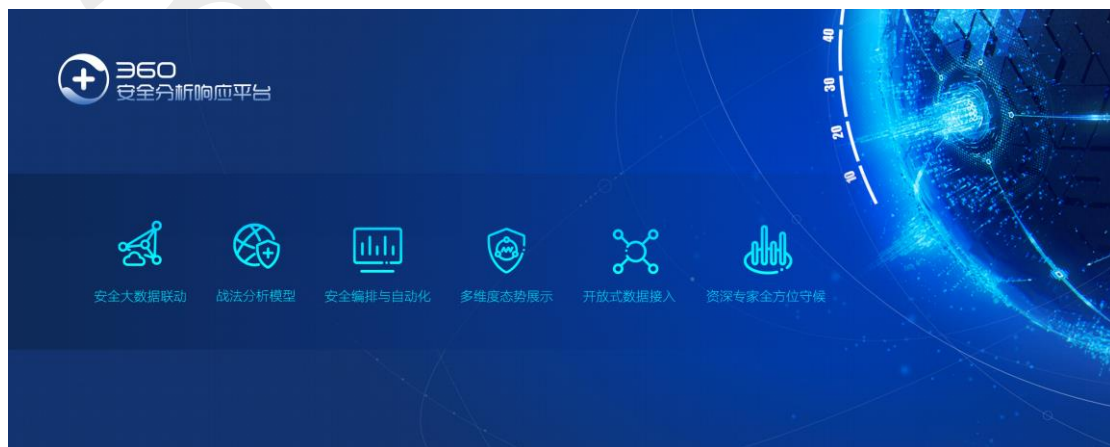 360
安全分析响应平台
40
30
20
10
安全大数据联动
战法分析模型
安全编排与自动化
多维度态势展示
开放式数据接入
资深专家全方位守候